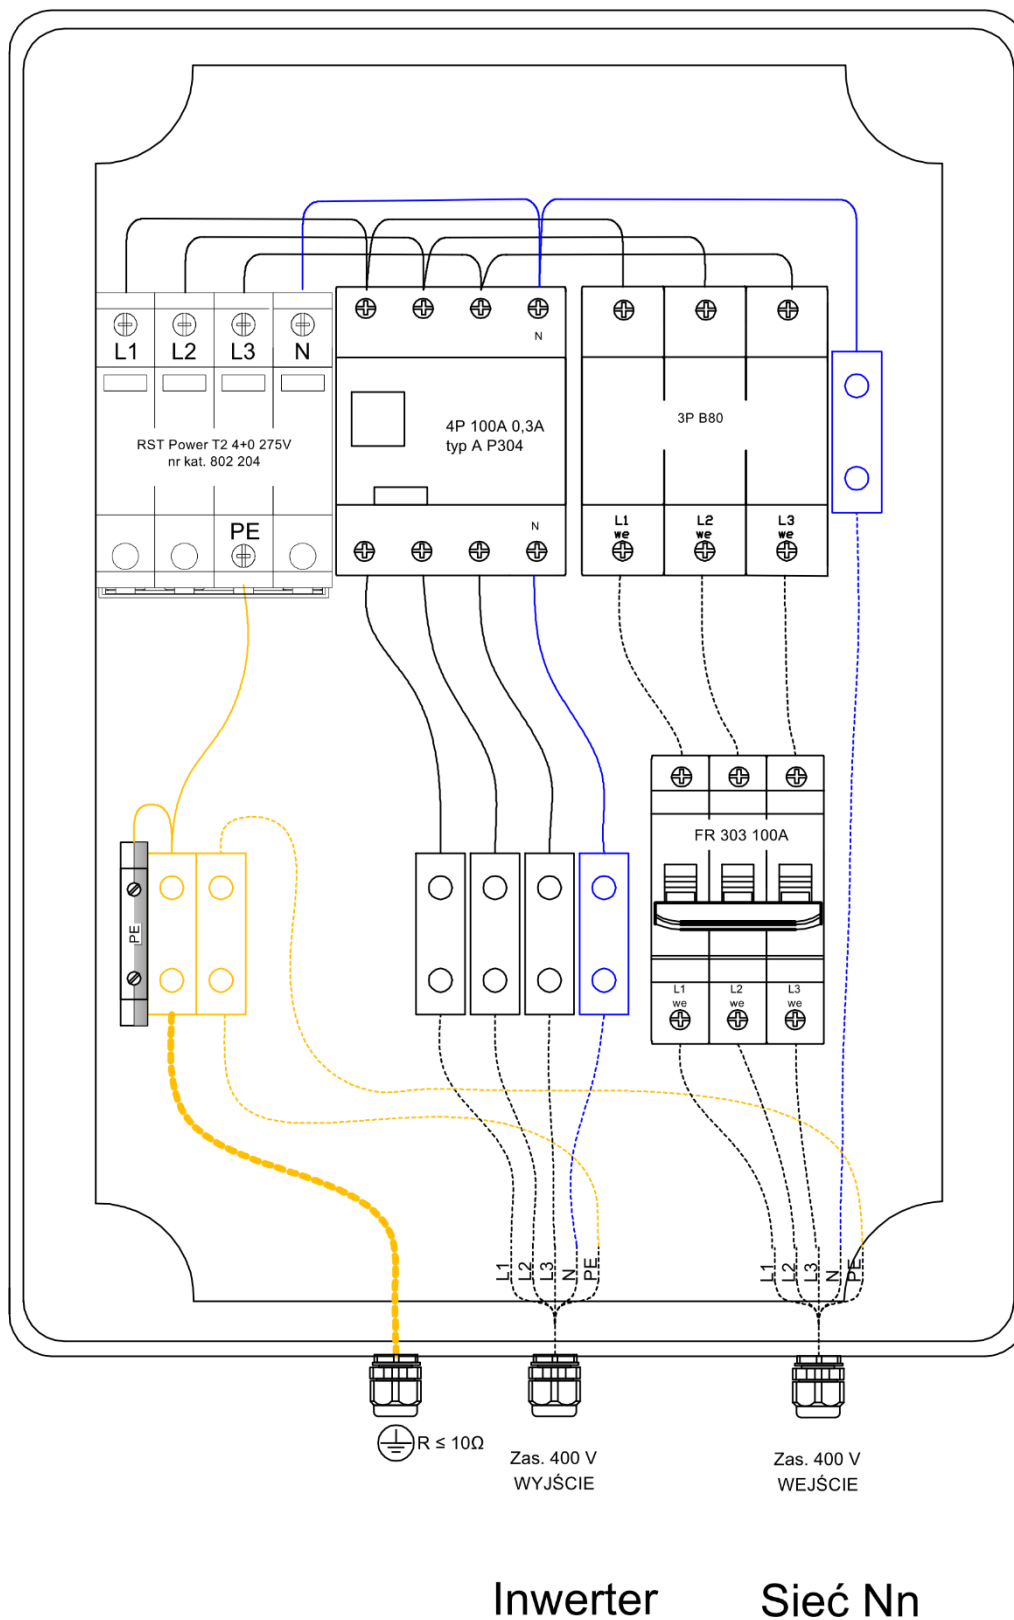 L1 L2 L3 N
RST Power T2 4+0 275V
nr kat. 802 204
PE
N
4P 100A 0,3A
typ A P304
N
3P B80
L1 L2 L3
we we we
PE
FR 303 100A
L1 L2 L3
we we we
L1 L2 L3 N PE
L1 L2 L3 N PE
R ≤ 10Ω
Zas. 400 V
WYJŚCIE
Zas. 400 V
WEJŚCIE
Inwerter
Sieć Nn